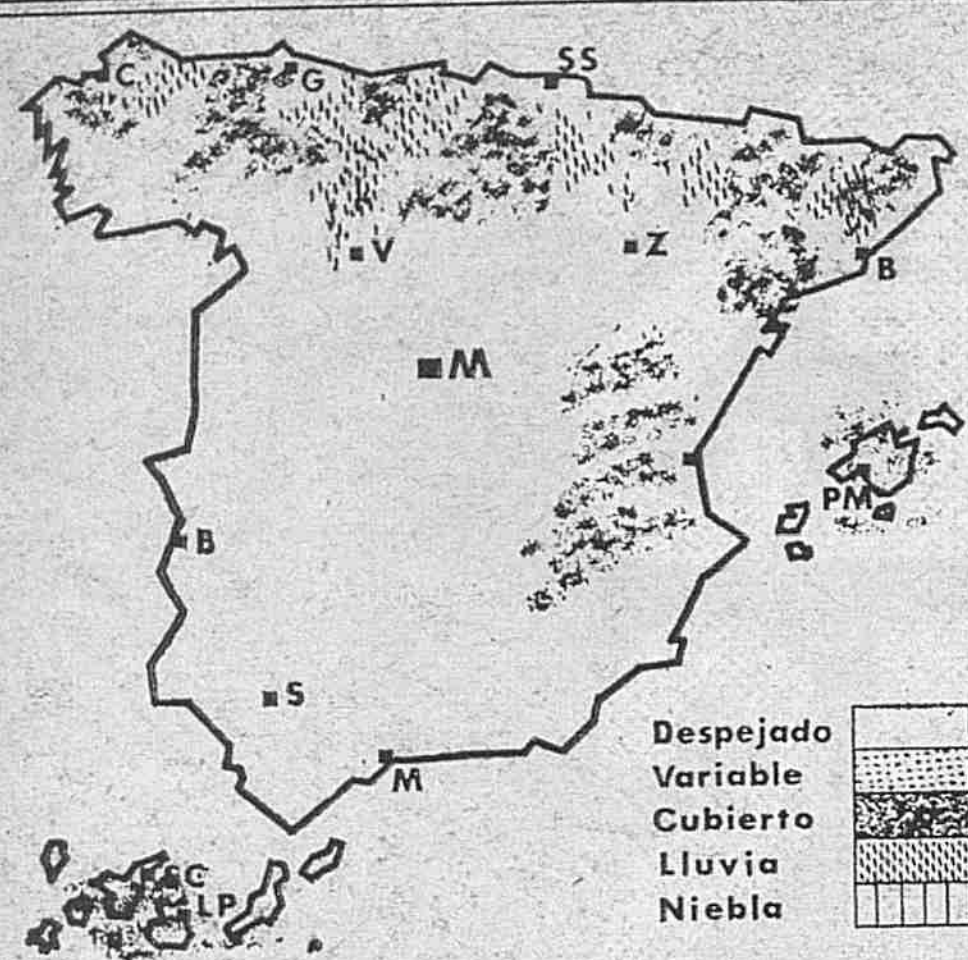 SS
C
G
V
Z
B
M
PM
B
S
M
SC
LP
Despejado
Variable
Cubierto
Lluvia
Niebla